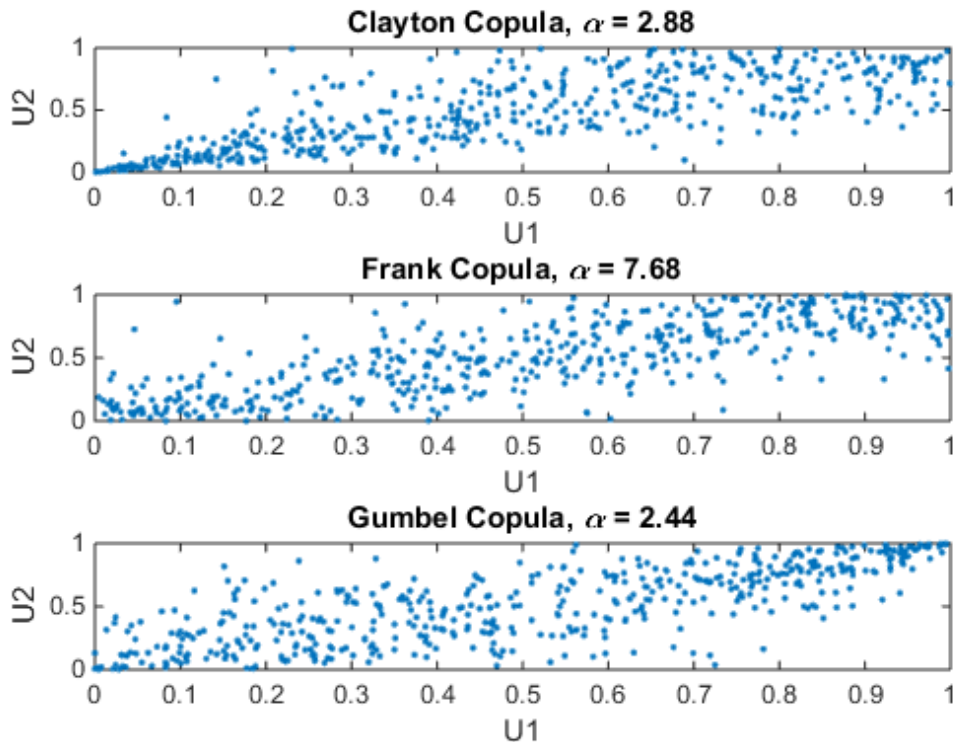 Clayton Copula, α = 2.88
1
0.5
0
U2
0 0.1 0.2 0.3 0.4 0.5 0.6 0.7 0.8 0.9 1
U1
Frank Copula, α = 7.68
1
0.5
0
U2
0 0.1 0.2 0.3 0.4 0.5 0.6 0.7 0.8 0.9 1
U1
Gumbel Copula, α = 2.44
1
0.5
0
U2
0 0.1 0.2 0.3 0.4 0.5 0.6 0.7 0.8 0.9 1
U1